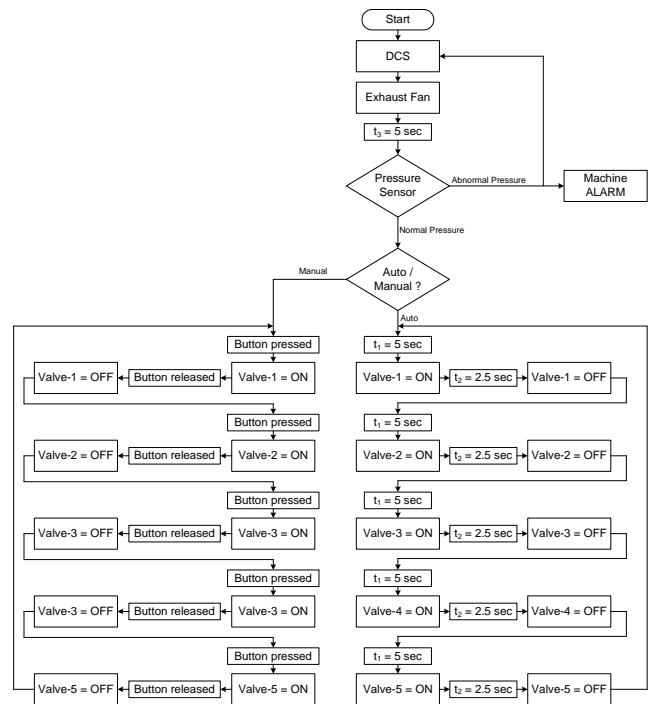 Start
DCS
Exhaust Fan
t₃ = 5 sec
Pressure
Sensor
Abnormal Pressure
Machine
ALARM
Normal Pressure
Auto /
Manual ?
Manual
Auto
Button pressed
Valve-1 = OFF
Button released
Valve-1 = ON
Button pressed
Valve-2 = OFF
Button released
Valve-2 = ON
Button pressed
Valve-3 = OFF
Button released
Valve-3 = ON
Button pressed
Valve-3 = OFF
Button released
Valve-3 = ON
Button pressed
Valve-5 = OFF
Button released
Valve-5 = ON
t₁ = 5 sec
Valve-1 = ON
t₂ = 2.5 sec
Valve-1 = OFF
t₁ = 5 sec
Valve-2 = ON
t₂ = 2.5 sec
Valve-2 = OFF
t₁ = 5 sec
Valve-3 = ON
t₂ = 2.5 sec
Valve-3 = OFF
t₁ = 5 sec
Valve-4 = ON
t₂ = 2.5 sec
Valve-4 = OFF
t₁ = 5 sec
Valve-5 = ON
t₂ = 2.5 sec
Valve-5 = OFF